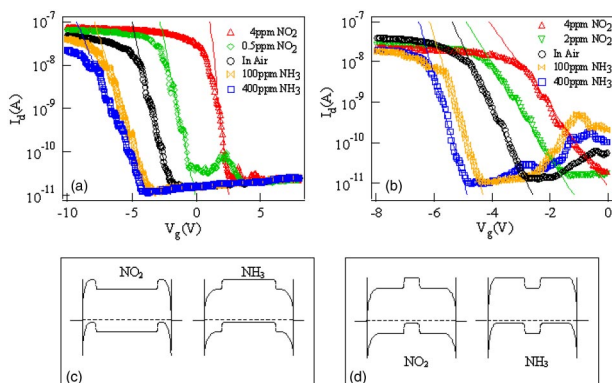 10⁻⁷
10⁻⁸
10⁻⁹
10⁻¹⁰
10⁻¹¹
I_d(A)
4ppm NO₂
0.5ppm NO₂
In Air
100ppm NH₃
400ppm NH₃
(a)
-10
-5
0
5
V_g(V)
10⁻⁷
10⁻⁸
10⁻⁹
10⁻¹⁰
10⁻¹¹
I_d(A)
4ppm NO₂
2ppm NO₂
In Air
100ppm NH₃
400ppm NH₃
(b)
-8
-6
-4
-2
0
V_g(V)
NO₂
NH₃
(c)
NO₂
NH₃
(d)